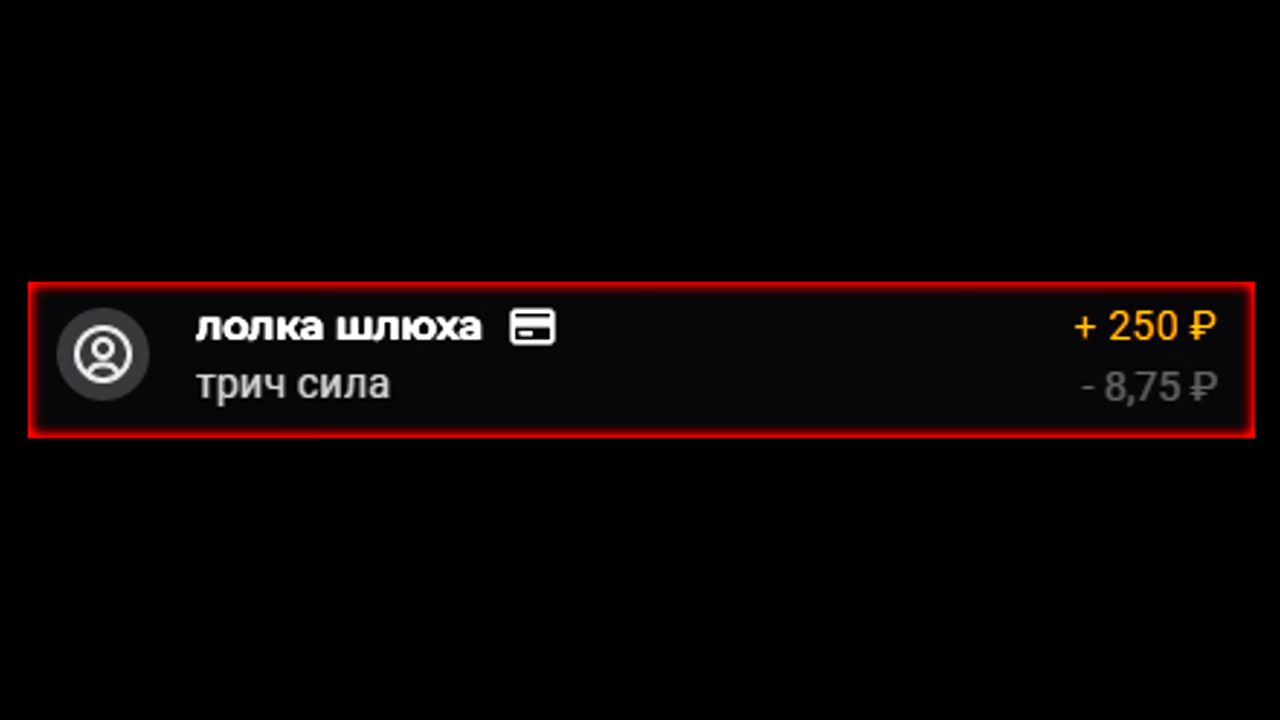 лолка шлюха
+ 250 ₽
трич сила
- 8,75 ₽